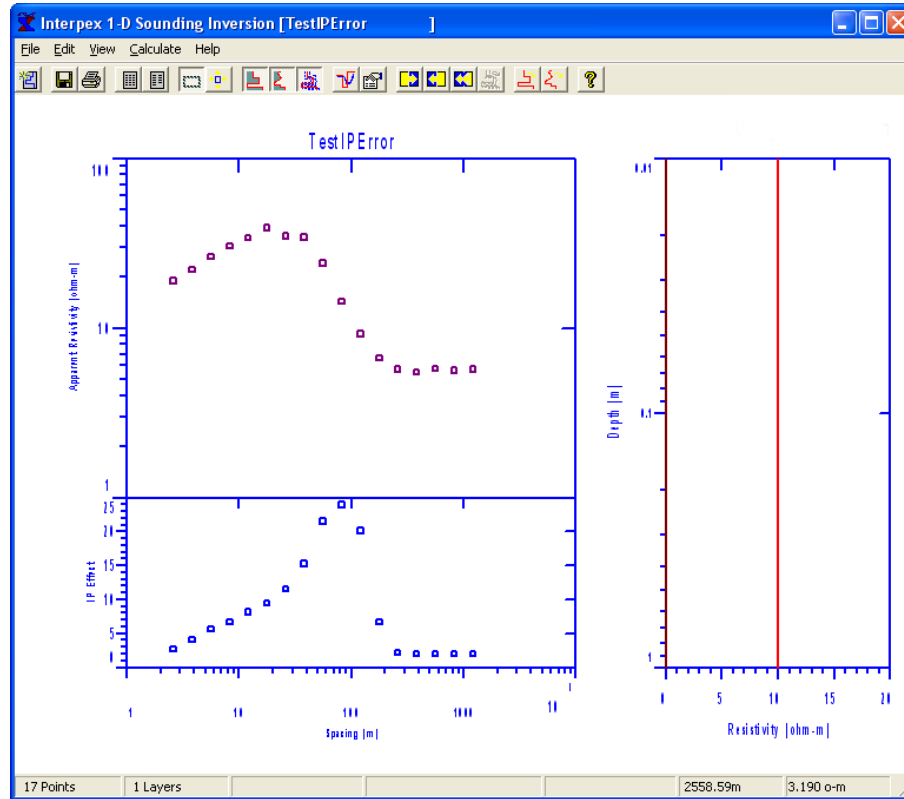 Interpex 1-D Sounding Inversion [TestIPError ]
File Edit View Calculate Help
TestIPError
100
10
1
Apparent Resistivity [ohm-m]
25
20
15
10
5
0
IP Effect
1 10 100 1000 10
Spacing [m]
0.01
0.1
1
Depth [m]
0 5 10 15 20
Resistivity [ohm-m]
17 Points 1 Layers 2558.59m 3.190 o-m